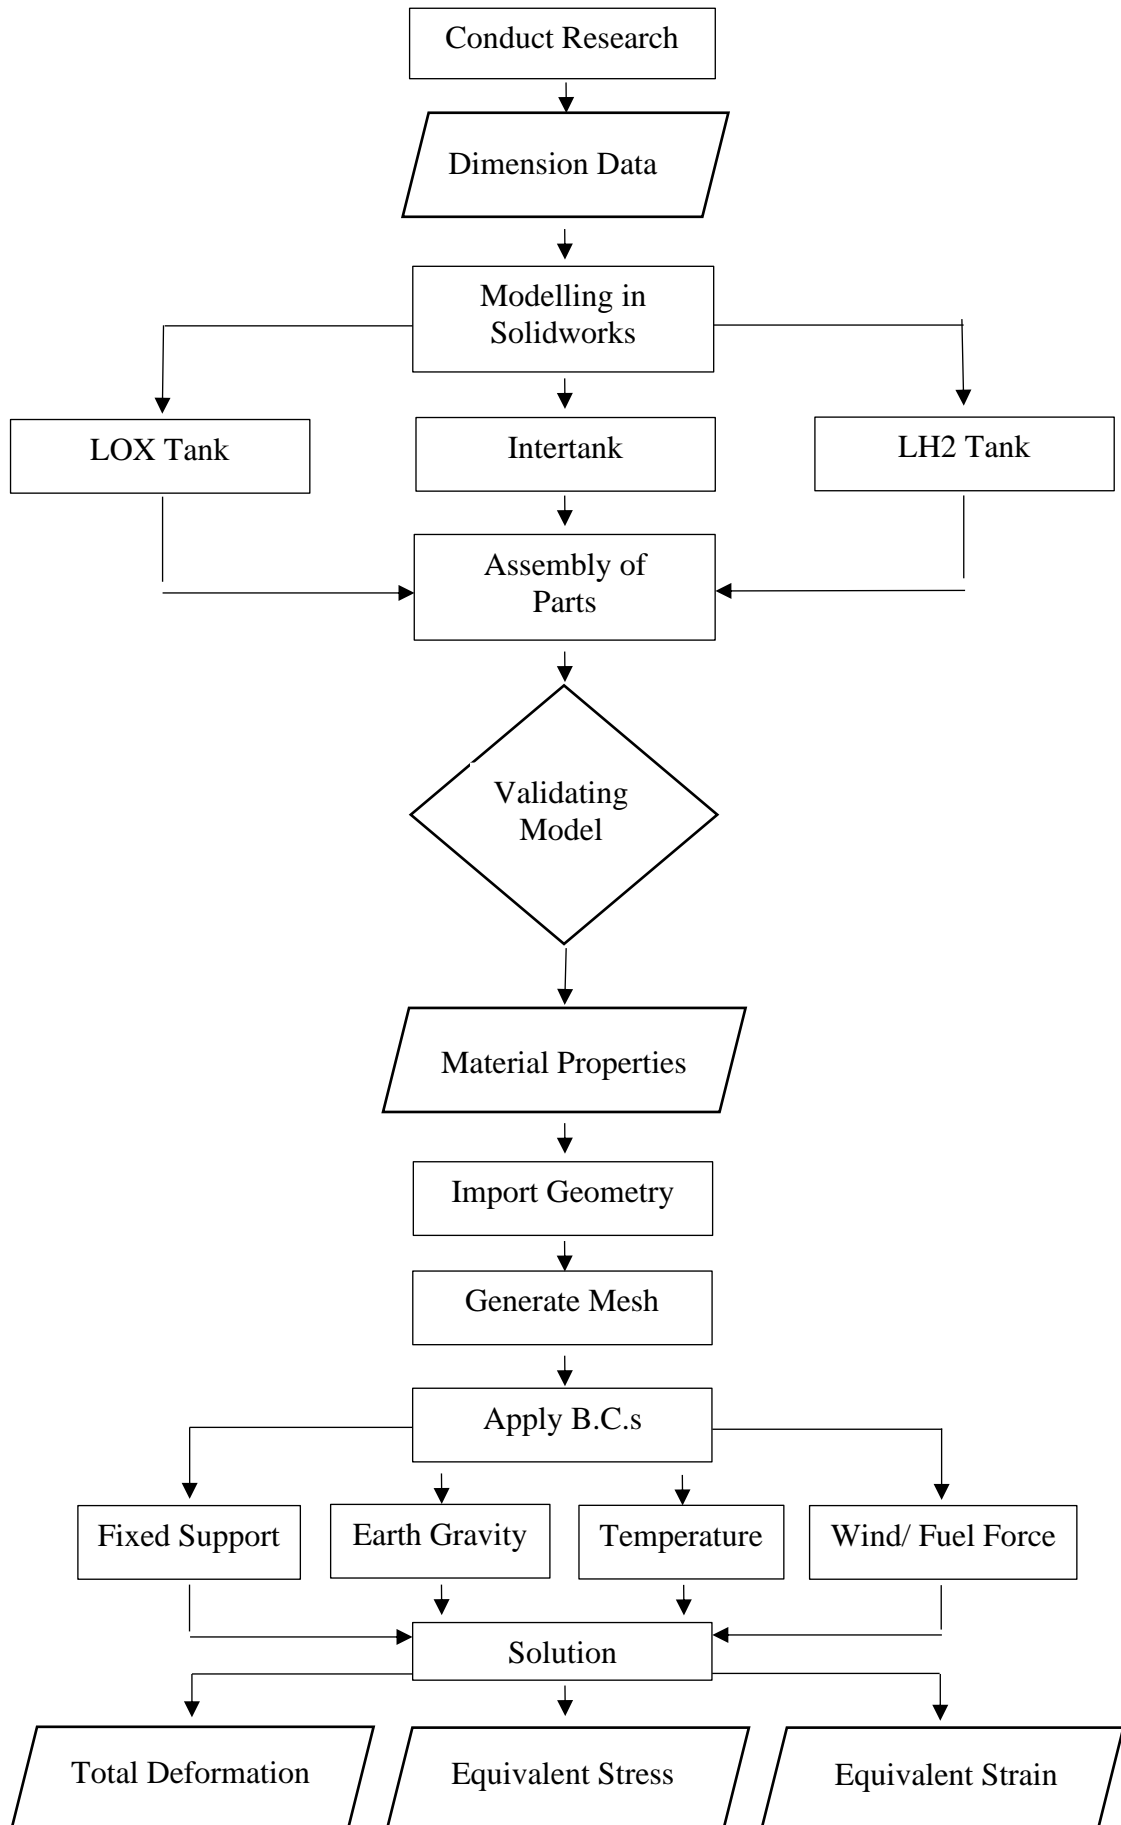 Conduct Research
Dimension Data
Modelling in
Solidworks
LOX Tank
Intertank
LH2 Tank
Assembly of
Parts
Validating
Model
Material Properties
Import Geometry
Generate Mesh
Apply B.C.s
Fixed Support
Earth Gravity
Temperature
Wind/ Fuel Force
Solution
Total Deformation
Equivalent Stress
Equivalent Strain